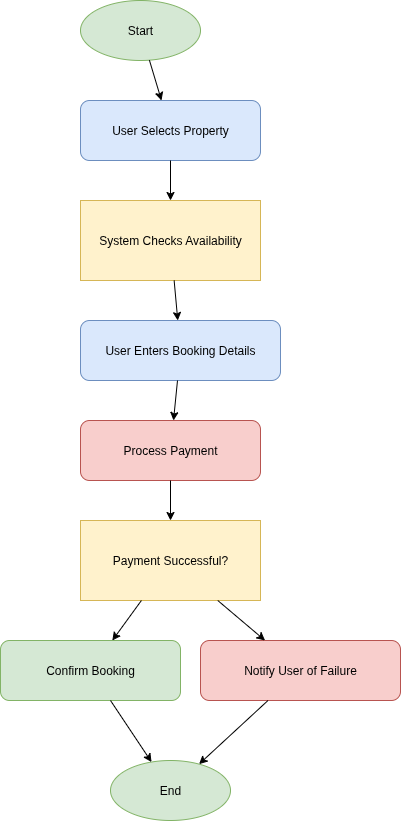 Start
User Selects Property
System Checks Availability
User Enters Booking Details
Process Payment
Payment Successful?
Confirm Booking
Notify User of Failure
End